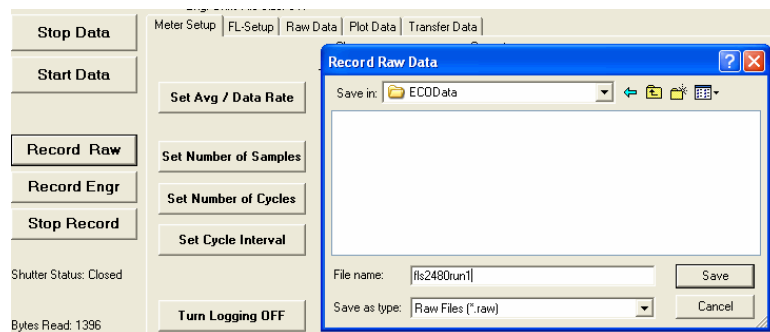 Stop Data
Start Data
Record Raw
Record Engr
Stop Record
Shutter Status: Closed
Bytes Read: 1396
Meter Setup FL-Setup Raw Data Plot Data Transfer Data
Set Avg / Data Rate
Set Number of Samples
Set Number of Cycles
Set Cycle Interval
Turn Logging OFF
Record Raw Data
Save in: ECOData
File name: fls2480run1
Save
Save as type: Raw Files (*.raw)
Cancel